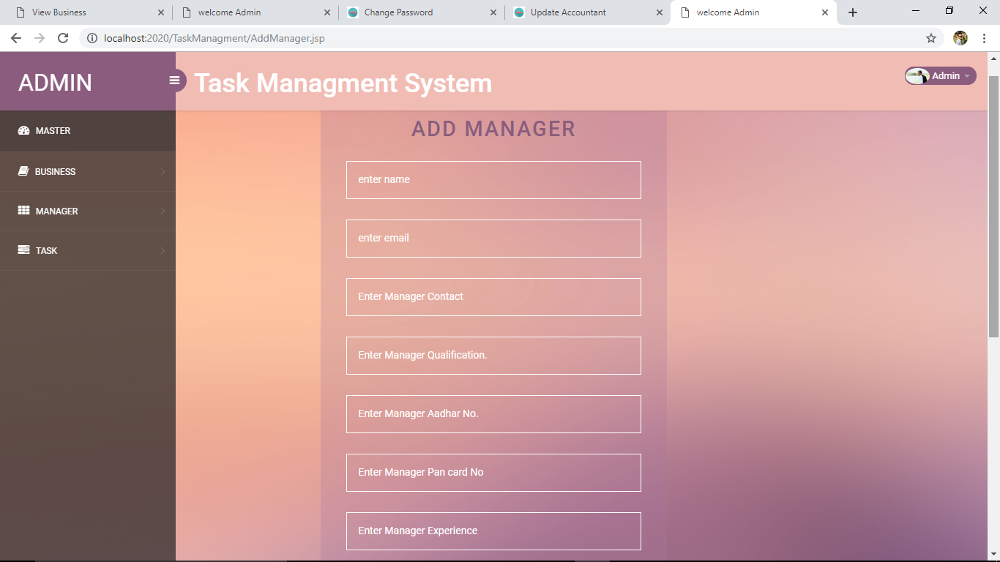 View Business
welcome Admin
Change Password
Update Accountant
welcome Admin
localhost:2020/TaskManagment/AddManager.jsp
ADMIN
Task Managment System
Admin
MASTER
BUSINESS
MANAGER
TASK
ADD MANAGER
enter name
enter email
Enter Manager Contact
Enter Manager Qualification.
Enter Manager Aadhar No.
Enter Manager Pan card No
Enter Manager Experience